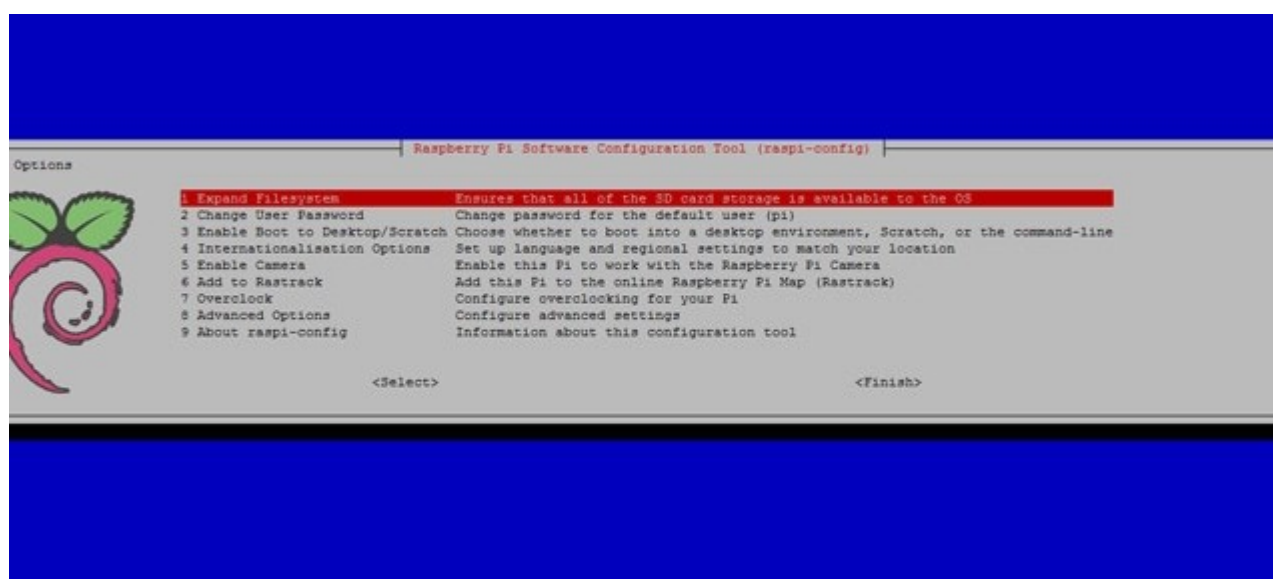 Raspberry Pi Software Configuration Tool (raspi-config)
Options
1 Expand Filesystem Ensures that all of the SD card storage is available to the OS
2 Change User Password Change password for the default user (pi)
3 Enable Boot to Desktop/Scratch Choose whether to boot into a desktop environment, Scratch, or the command-line
4 Internationalisation Options Set up language and regional settings to match your location
5 Enable Camera Enable this Pi to work with the Raspberry Pi Camera
6 Add to Rastrack Add this Pi to the online Raspberry Pi Map (Rastrack)
7 Overclock Configure overclocking for your Pi
8 Advanced Options Configure advanced settings
9 About raspi-config Information about this configuration tool
<Select> <Finish>